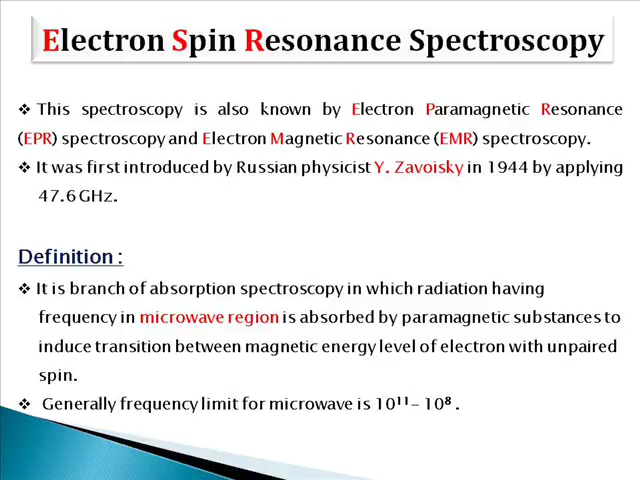 Electron Spin Resonance Spectroscopy
❖ This spectroscopy is also known by Electron Paramagnetic Resonance
(EPR) spectroscopy and Electron Magnetic Resonance (EMR) spectroscopy.
❖ It was first introduced by Russian physicist Y. Zavoisky in 1944 by applying
47.6 GHz.
Definition :
❖ It is branch of absorption spectroscopy in which radiation having
frequency in microwave region is absorbed by paramagnetic substances to
induce transition between magnetic energy level of electron with unpaired
spin.
❖ Generally frequency limit for microwave is 10¹¹ – 10⁸ .